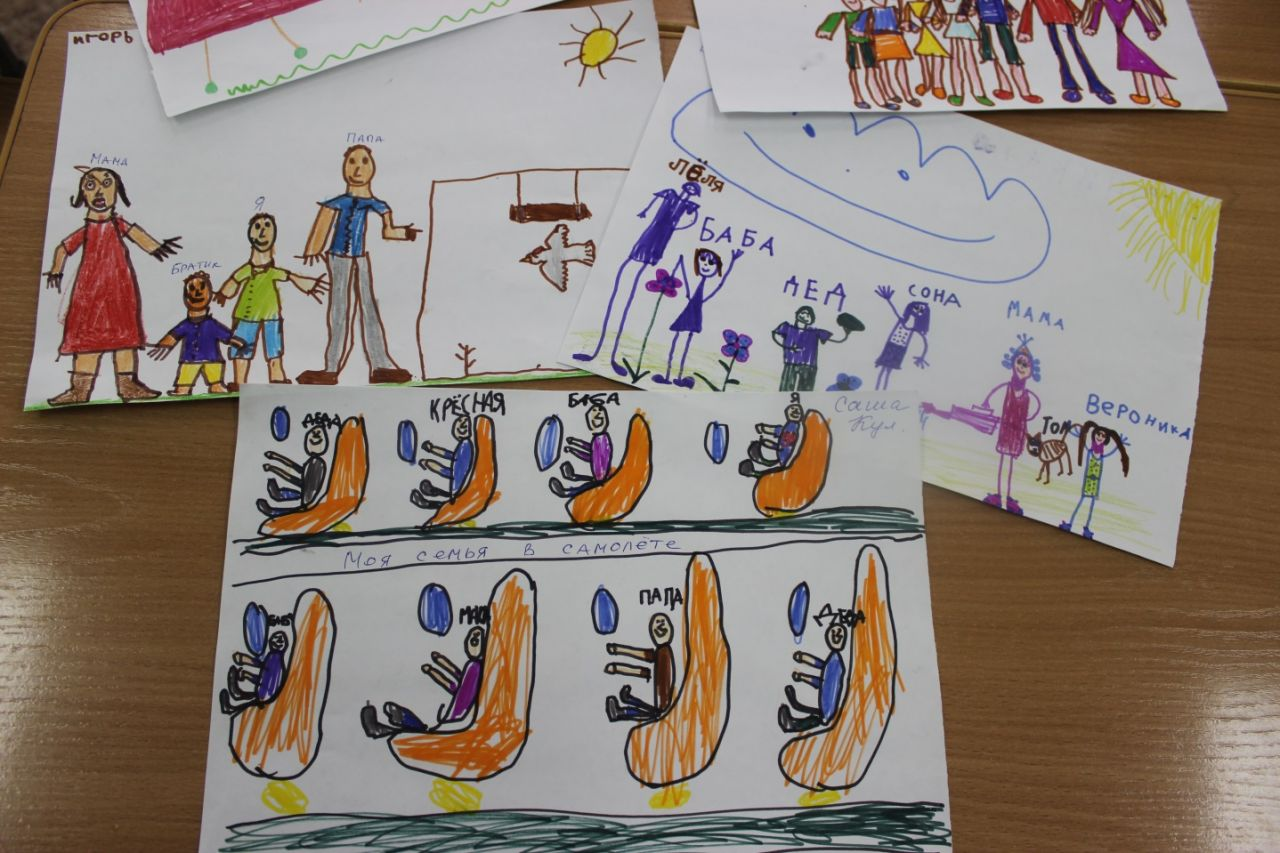 ИГОРЬ
МАМА
БРАТИК
Я
ПАПА
ЛЁЛЯ
БАБА
ДЕД
СОНА
МАМА
ТОМ
ВЕРОНИКА
ДЕДА
КРЁСНАЯ
БАБА
Я
Саша
Кул.
Моя семья в самолёте
БАБА
МАМА
ПАПА
ДЕДА